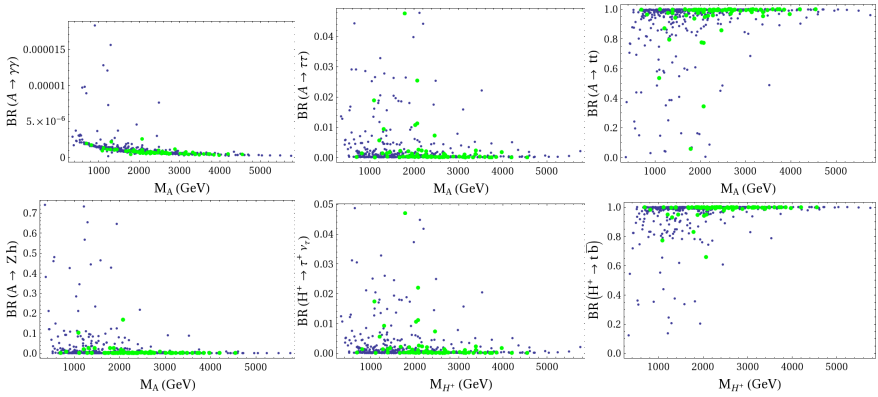 BR (A → γγ)
0.000015
0.00001
5.×10⁻⁶
0
1000 2000 3000 4000 5000
M_A (GeV)
BR (A → ττ)
0.04
0.03
0.02
0.01
0.00
1000 2000 3000 4000 5000
M_A (GeV)
BR (A → tt)
1.0
0.8
0.6
0.4
0.2
0.0
1000 2000 3000 4000 5000
M_A (GeV)
BR (A → Z h)
0.7
0.6
0.5
0.4
0.3
0.2
0.1
0.0
1000 2000 3000 4000 5000
M_A (GeV)
BR (H⁺ → τ⁺ ν_τ)
0.05
0.04
0.03
0.02
0.01
0.00
1000 2000 3000 4000 5000
M_H⁺ (GeV)
BR (H⁺ → t b̅)
1.0
0.8
0.6
0.4
0.2
0.0
1000 2000 3000 4000 5000
M_H⁺ (GeV)